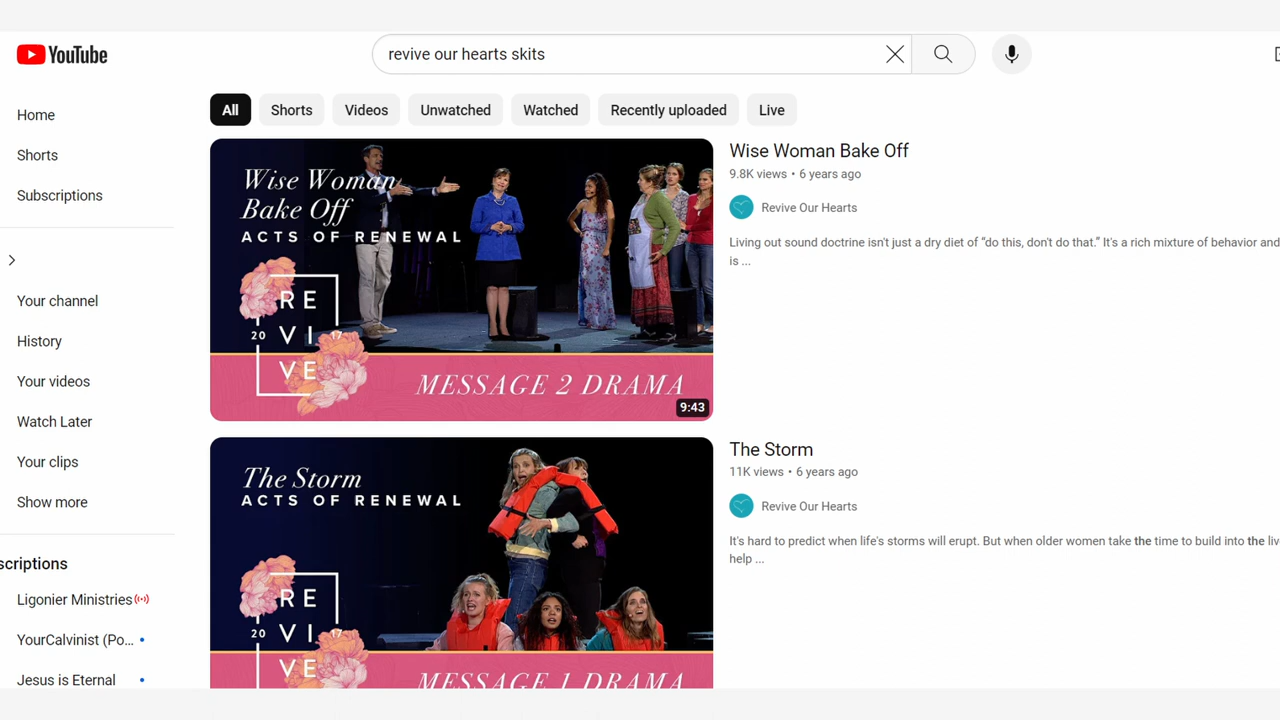 YouTube
revive our hearts skits
Home
Shorts
Subscriptions
Your channel
History
Your videos
Watch Later
Your clips
Show more
scriptions
Ligonier Ministries
YourCalvinist (Po...
Jesus is Eternal
All Shorts Videos Unwatched Watched Recently uploaded Live
Wise Woman
Bake Off
ACTS OF RENEWAL
RE
20 VI 17
VE
MESSAGE 2 DRAMA
9:43
Wise Woman Bake Off
9.8K views • 6 years ago
Revive Our Hearts
Living out sound doctrine isn't just a dry diet of “do this, don't do that.” It's a rich mixture of behavior and
is ...
The Storm
ACTS OF RENEWAL
RE
20 VI 17
VE
MESSAGE 1 DRAMA
The Storm
11K views • 6 years ago
Revive Our Hearts
It's hard to predict when life's storms will erupt. But when older women take the time to build into the liv
help ...